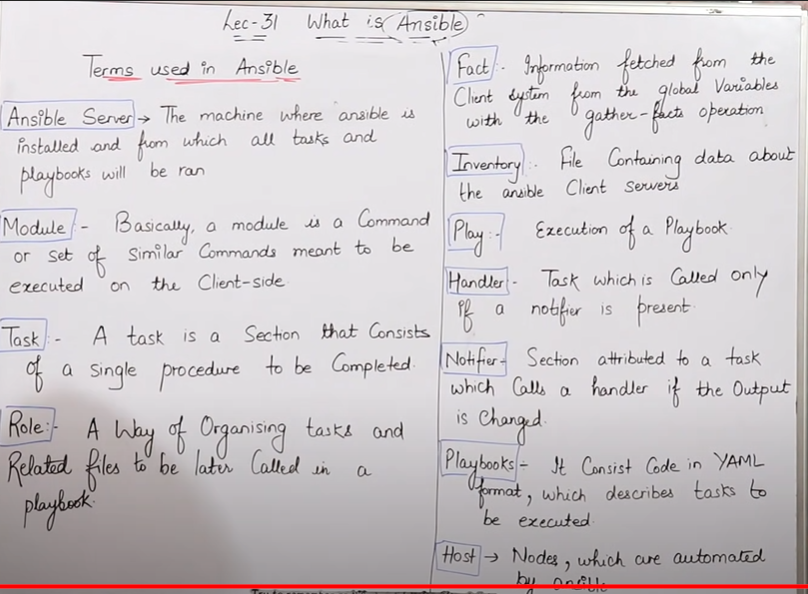 Lec-31 What is Ansible ?
Terms used in Ansible
Ansible Server → The machine where ansible is
installed and from which all tasks and
playbooks will be ran
Module - Basically, a module is a Command
or set of Similar Commands meant to be
executed on the Client-side
Task :- A task is a Section that Consists
of a single procedure to be Completed.
Role :- A Way of Organising tasks and
Related files to be later Called in a
playbook.
Fact :- Information fetched from the
Client system from the global Variables
with the gather-facts operation
Inventory :- File Containing data about
the ansible Client servers
Play :- Execution of a Playbook
Handler - Task which is Called only
if a notifier is present.
Notifier - Section attributed to a task
which Calls a handler if the Output
is Changed.
Playbooks - It Consist Code in YAML
format, which describes tasks to
be executed.
Host → Nodes, which are automated
by ansible